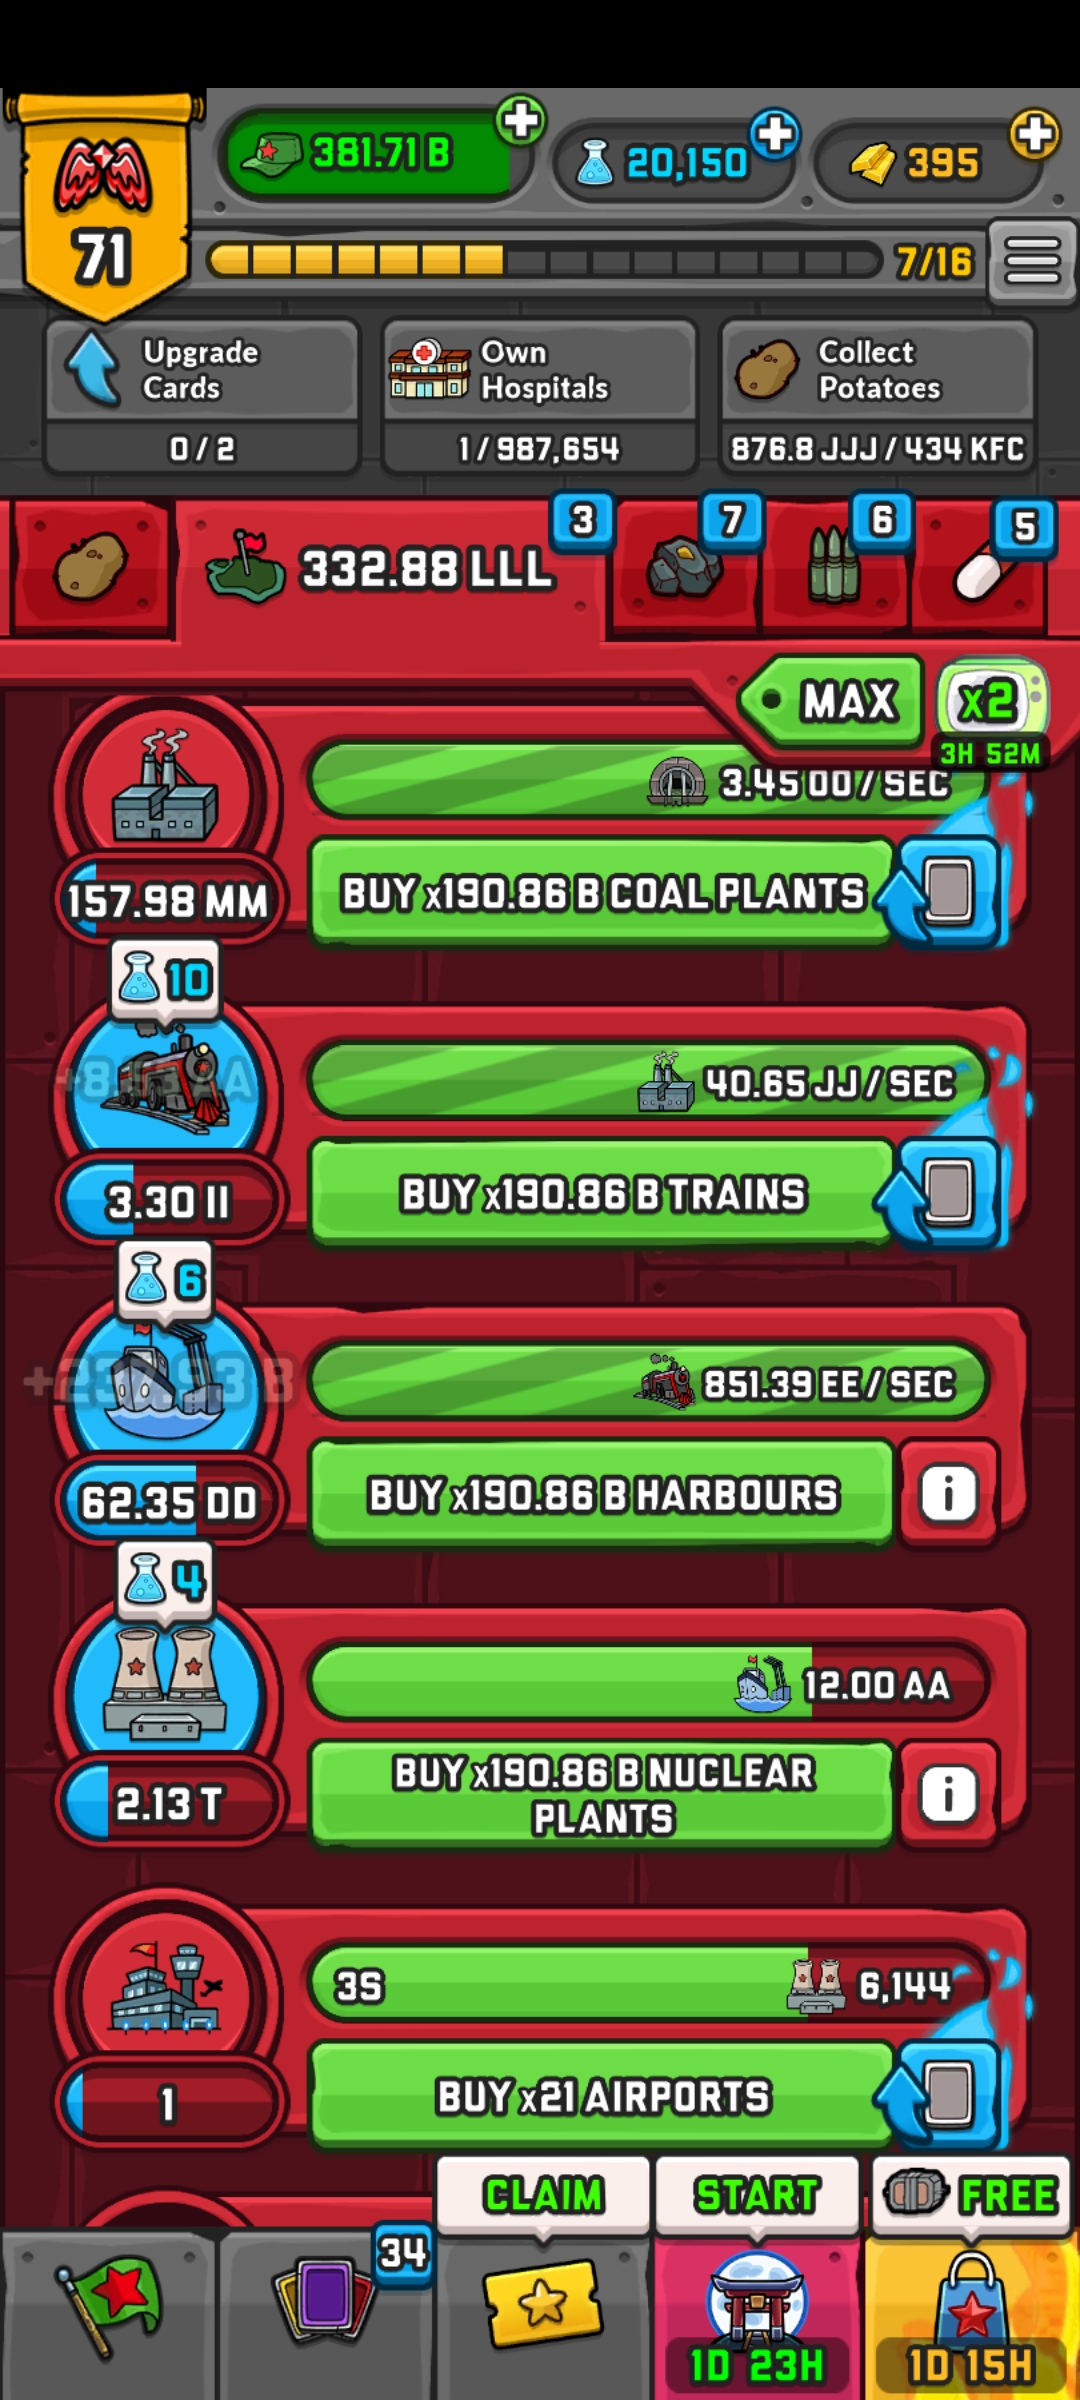 381.71 B
20,150
395
71
7/16
Upgrade
Cards
0 / 2
Own
Hospitals
1 / 987,654
Collect
Potatoes
876.8 JJJ / 434 KFC
332.88 LLL
3
7
6
5
MAX
x2
3H 52M
3.45 OO / SEC
157.98 MM
BUY x190.86 B COAL PLANTS
10
40.65 JJ / SEC
3.30 II
BUY x190.86 B TRAINS
6
851.39 EE / SEC
62.35 DD
BUY x190.86 B HARBOURS
i
4
12.00 AA
2.13 T
BUY x190.86 B NUCLEAR
PLANTS
i
3S
6,144
1
BUY x21 AIRPORTS
CLAIM
START
FREE
34
1D 23H
1D 15H